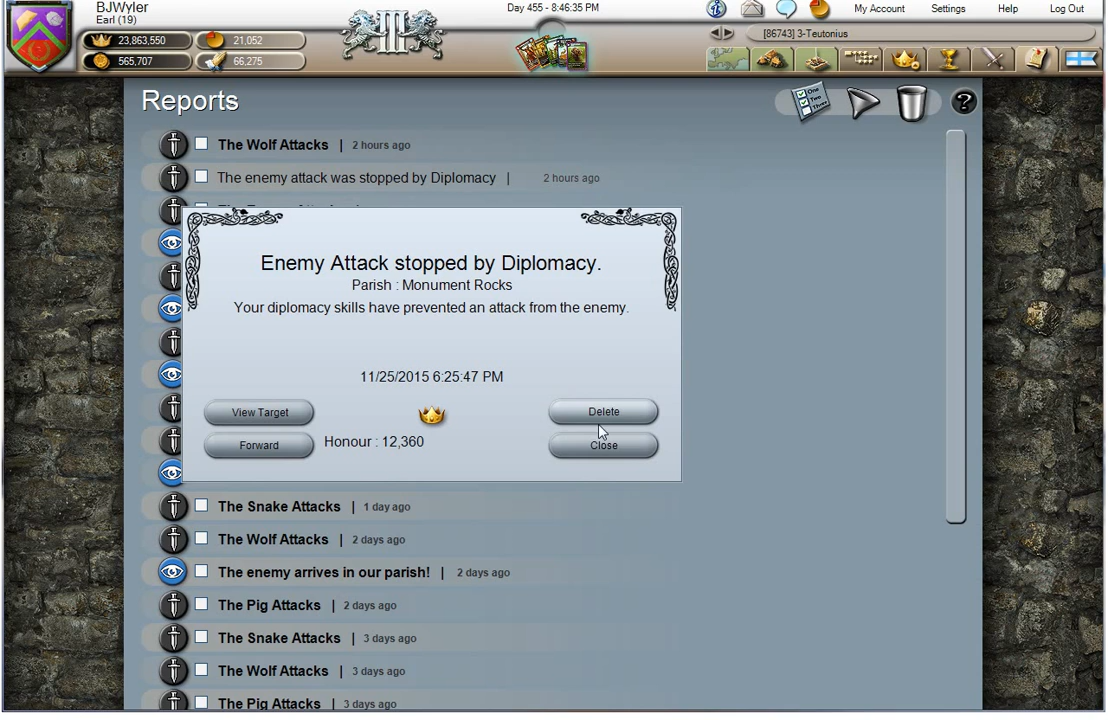 BJWyler
Earl (19)
23,863,550
21,052
565,707
66,275
III
Day 455 - 8:46:35 PM
My Account
Settings
Help
Log Out
[86743] 3-Teutonius
Reports
One
Two
Three
?
The Wolf Attacks | 2 hours ago
The enemy attack was stopped by Diplomacy | 2 hours ago
Enemy Attack stopped by Diplomacy.
Parish : Monument Rocks
Your diplomacy skills have prevented an attack from the enemy.
11/25/2015 6:25:47 PM
View Target
Delete
Forward
Honour : 12,360
Close
The Snake Attacks | 1 day ago
The Wolf Attacks | 2 days ago
The enemy arrives in our parish! | 2 days ago
The Pig Attacks | 2 days ago
The Snake Attacks | 3 days ago
The Wolf Attacks | 3 days ago
The Pig Attacks | 3 days ago